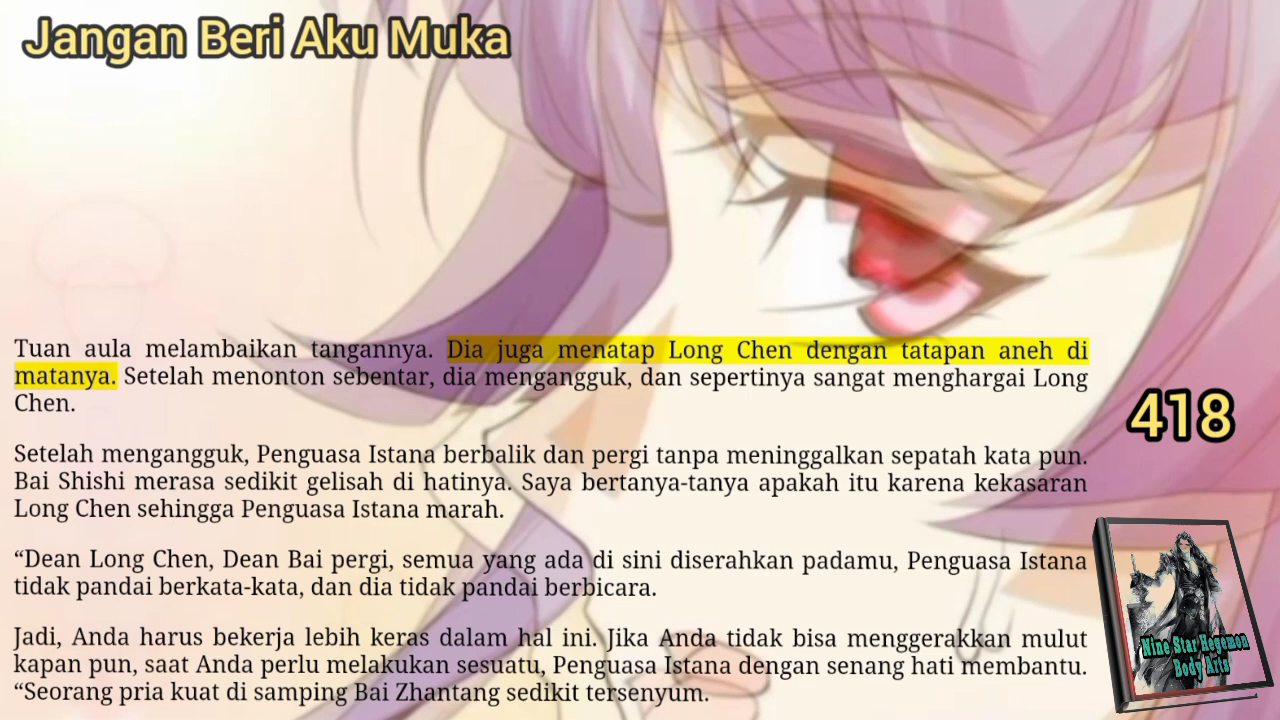 Jangan Beri Aku Muka
Tuan aula melambaikan tangannya. Dia juga menatap Long Chen dengan tatapan aneh di
matanya. Setelah menonton sebentar, dia mengangguk, dan sepertinya sangat menghargai Long
Chen.
418
Setelah mengangguk, Penguasa Istana berbalik dan pergi tanpa meninggalkan sepatah kata pun.
Bai Shishi merasa sedikit gelisah di hatinya. Saya bertanya-tanya apakah itu karena kekasaran
Long Chen sehingga Penguasa Istana marah.
“Dean Long Chen, Dean Bai pergi, semua yang ada di sini diserahkan padamu, Penguasa Istana
tidak pandai berkata-kata, dan dia tidak pandai berbicara.
Jadi, Anda harus bekerja lebih keras dalam hal ini. Jika Anda tidak bisa menggerakkan mulut
kapan pun, saat Anda perlu melakukan sesuatu, Penguasa Istana dengan senang hati membantu.
“Seorang pria kuat di samping Bai Zhantang sedikit tersenyum.
Nine Star Hegemon
Body Arts